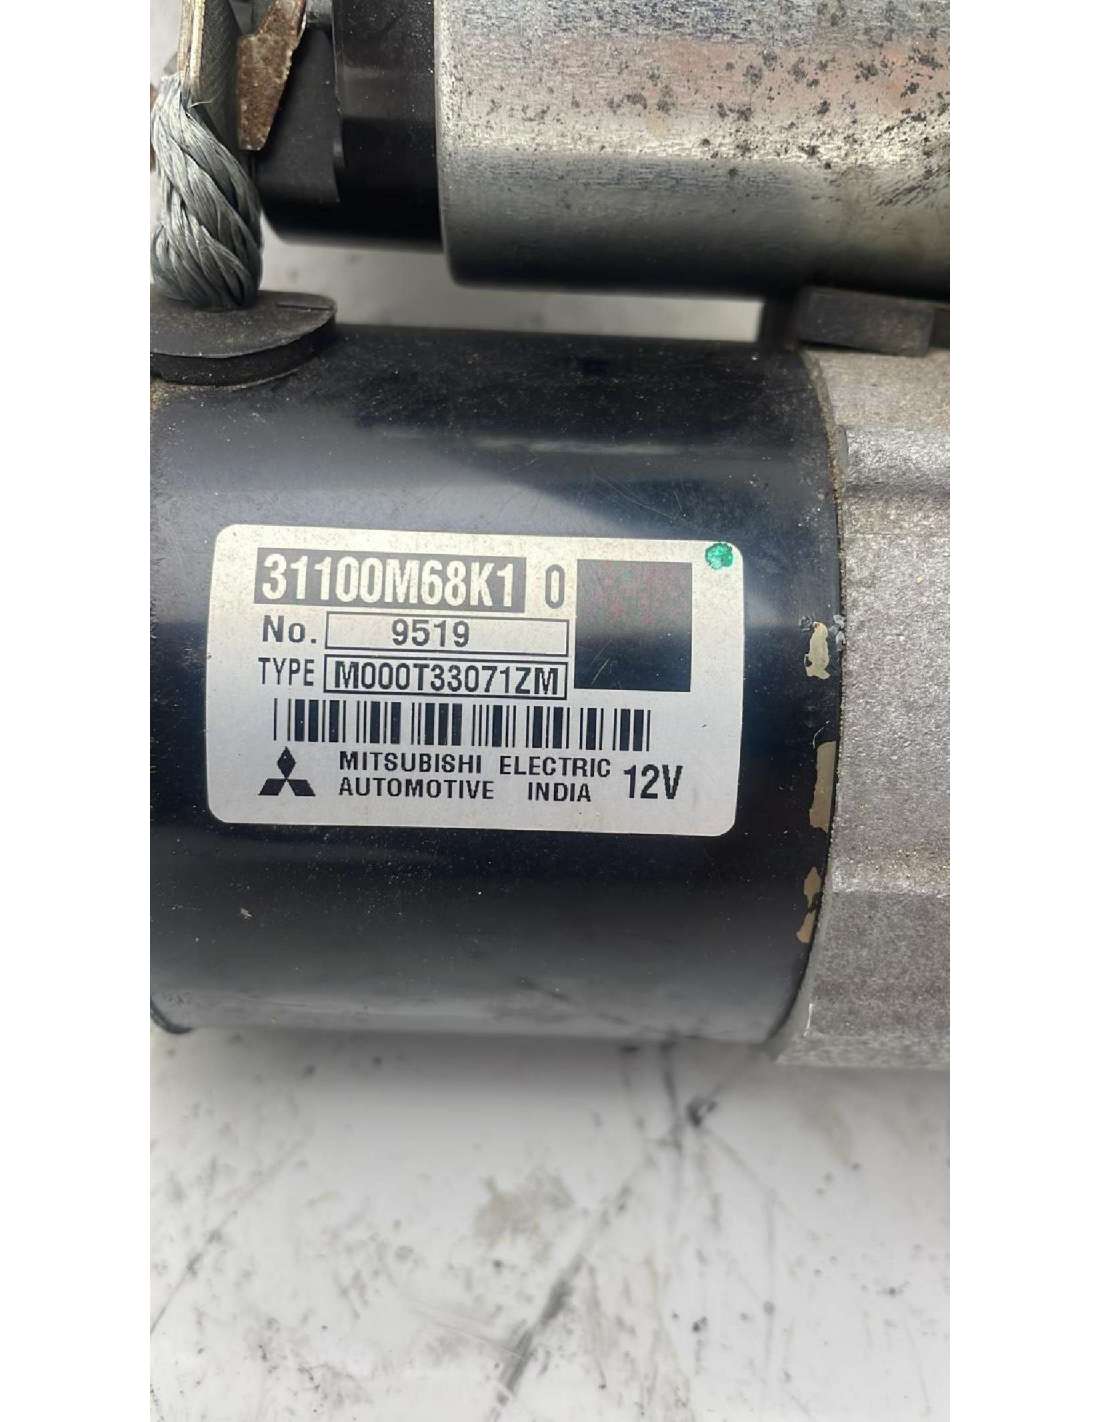 31100M68K1 0
No. 9519
TYPE M000T33071ZM
MITSUBISHI ELECTRIC
AUTOMOTIVE INDIA 12V